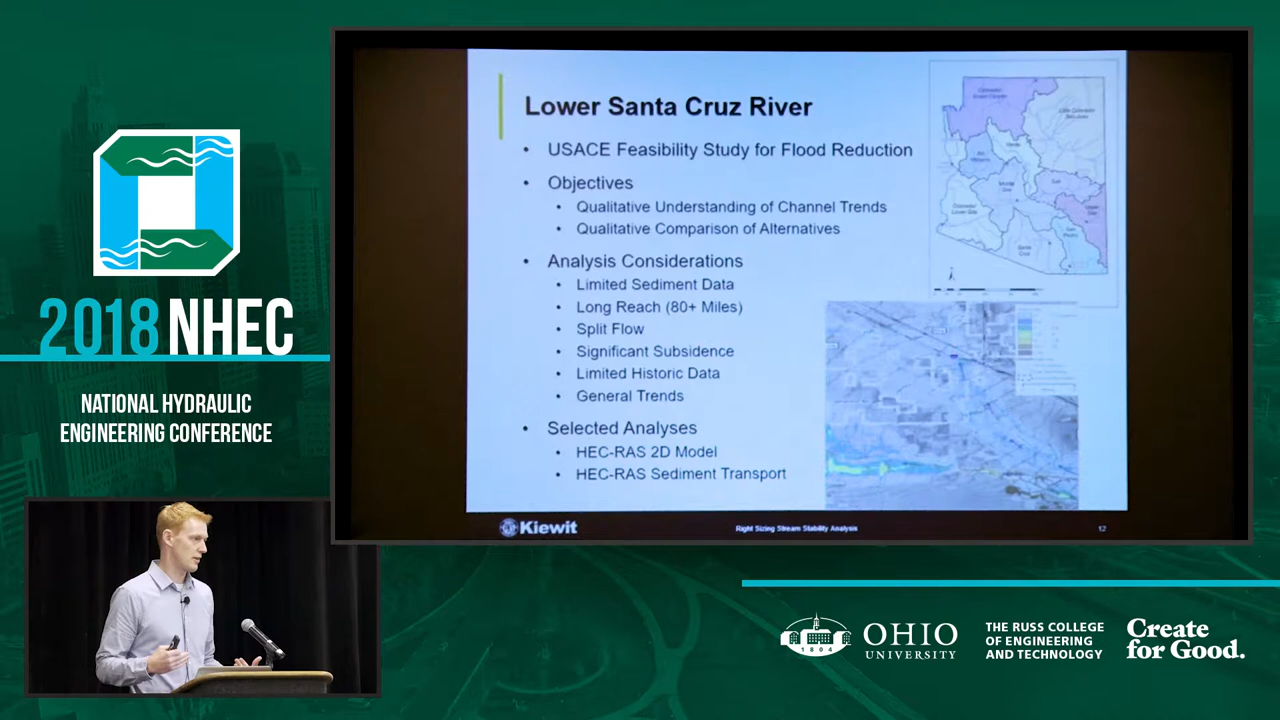 2018 NHEC
NATIONAL HYDRAULIC
ENGINEERING CONFERENCE
Lower Santa Cruz River
• USACE Feasibility Study for Flood Reduction
• Objectives
• Qualitative Understanding of Channel Trends
• Qualitative Comparison of Alternatives
• Analysis Considerations
• Limited Sediment Data
• Long Reach (80+ Miles)
• Split Flow
• Significant Subsidence
• Limited Historic Data
• General Trends
• Selected Analyses
• HEC-RAS 2D Model
• HEC-RAS Sediment Transport
Kiewit
Right Sizing Stream Stability Analysis
12
1804
OHIO
UNIVERSITY
THE RUSS COLLEGE
OF ENGINEERING
AND TECHNOLOGY
Create
for Good.